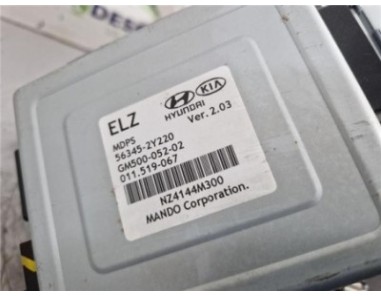 ELZ
HYUNDAI KIA
MDPS Ver. 2.03
56345-2Y220
GM500-052-02
011.519-067
NZ4144M300
MANDO Corporation.